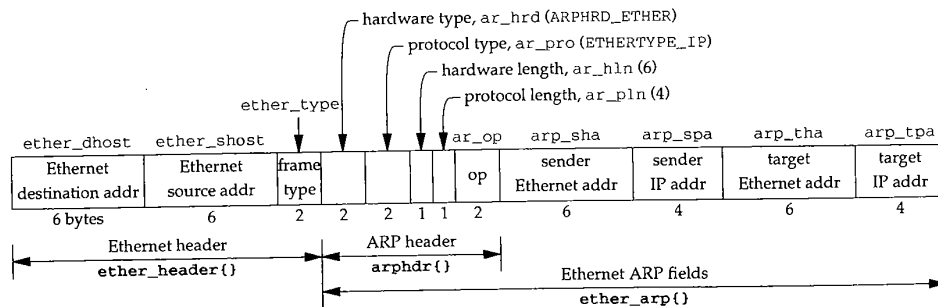 hardware type, ar_hrd (ARPHRD_ETHER)
protocol type, ar_pro (ETHERTYPE_IP)
hardware length, ar_hln (6)
protocol length, ar_pln (4)
ether_type
ether_dhost ether_shost ar_op arp_sha arp_spa arp_tha arp_tpa
Ethernet destination addr
Ethernet source addr
frame type
op
sender Ethernet addr
sender IP addr
target Ethernet addr
target IP addr
6 bytes 6 2 2 2 1 1 2 6 4 6 4
Ethernet header
ether_header{}
ARP header
arphdr{}
Ethernet ARP fields
ether_arp{}